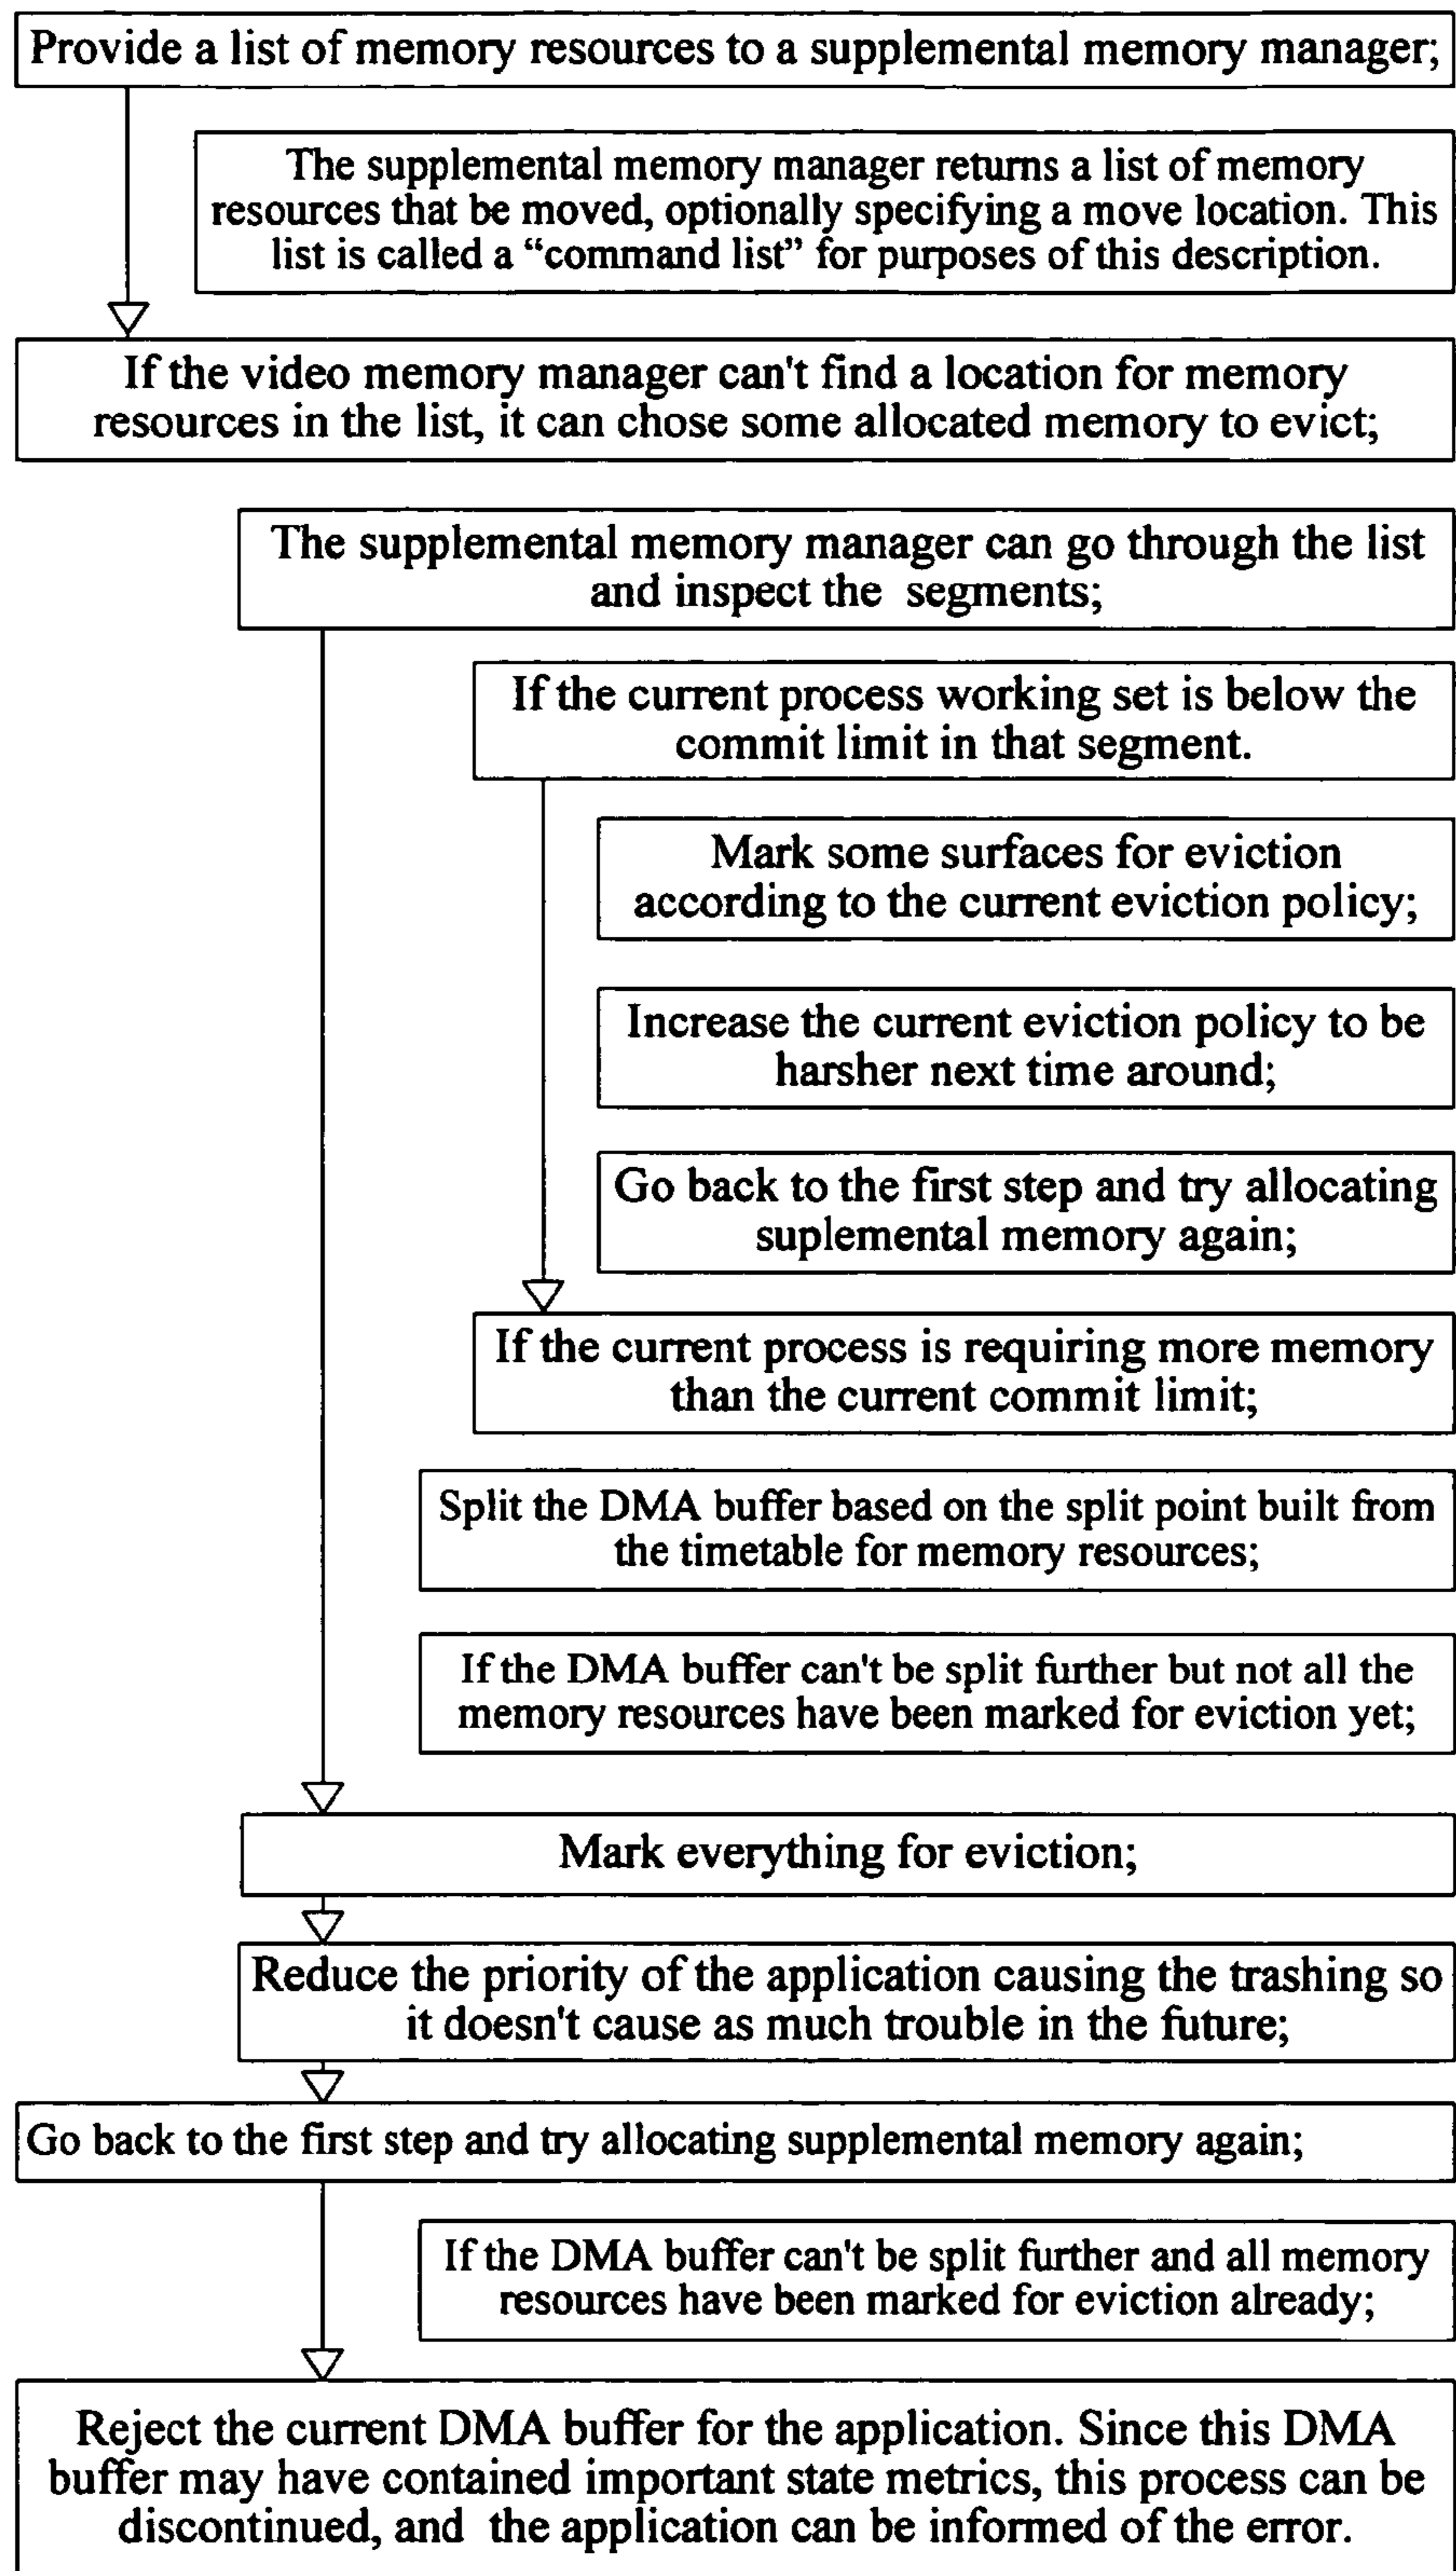 Provide a list of memory resources to a supplemental memory manager;
The supplemental memory manager returns a list of memory
resources that be moved, optionally specifying a move location. This
list is called a “command list” for purposes of this description.
If the video memory manager can't find a location for memory
resources in the list, it can chose some allocated memory to evict;
The supplemental memory manager can go through the list
and inspect the segments;
If the current process working set is below the
commit limit in that segment.
Mark some surfaces for eviction
according to the current eviction policy;
Increase the current eviction policy to be
harsher next time around;
Go back to the first step and try allocating
suplemental memory again;
If the current process is requiring more memory
than the current commit limit;
Split the DMA buffer based on the split point built from
the timetable for memory resources;
If the DMA buffer can't be split further but not all the
memory resources have been marked for eviction yet;
Mark everything for eviction;
Reduce the priority of the application causing the trashing so
it doesn't cause as much trouble in the future;
Go back to the first step and try allocating supplemental memory again;
If the DMA buffer can't be split further and all memory
resources have been marked for eviction already;
Reject the current DMA buffer for the application. Since this DMA
buffer may have contained important state metrics, this process can be
discontinued, and the application can be informed of the error.